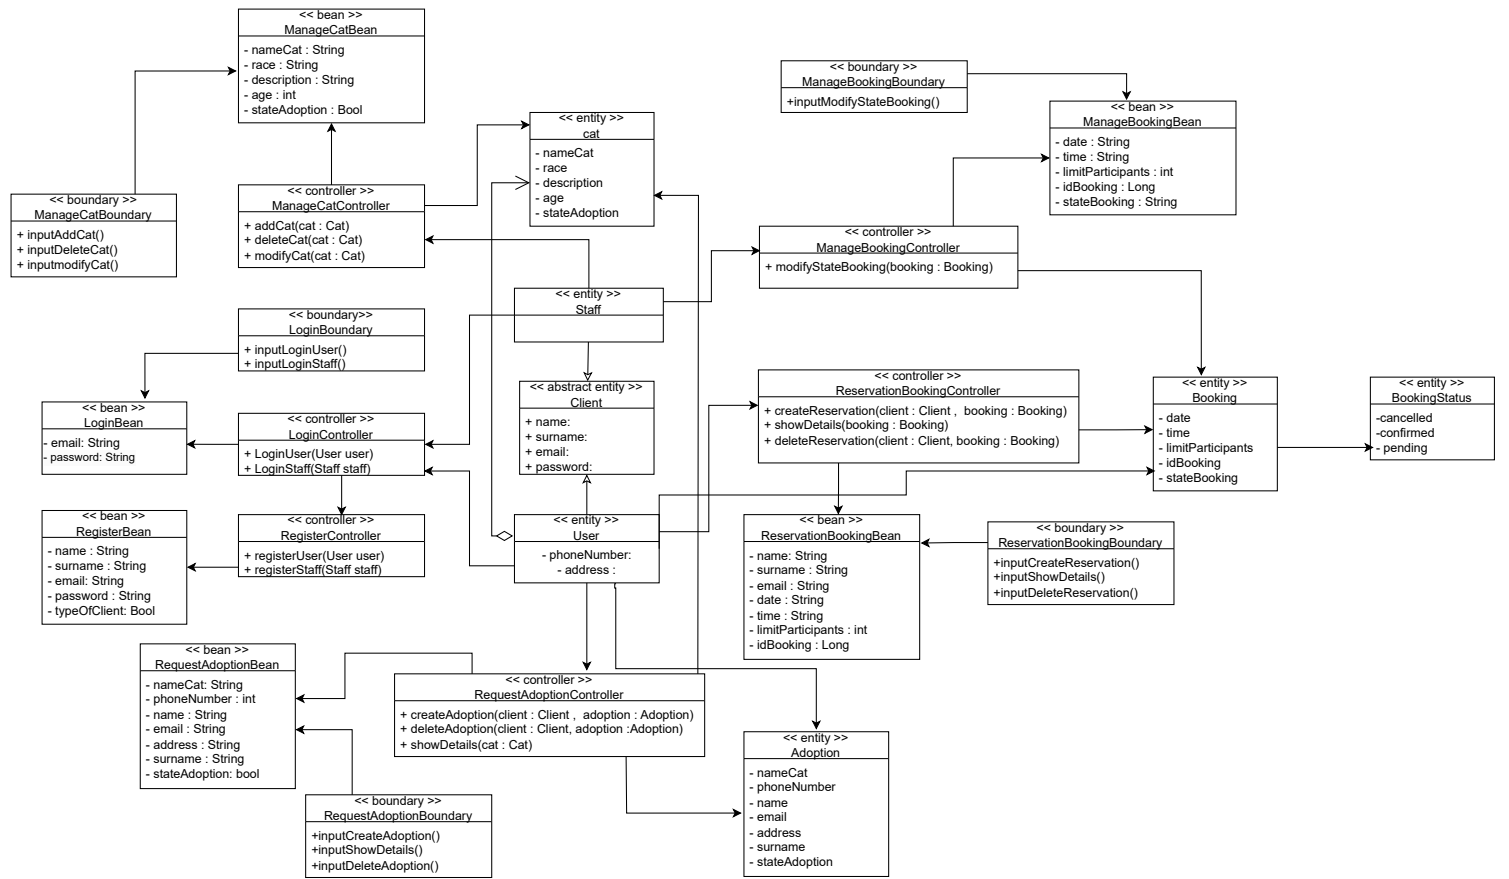 << bean >>
ManageCatBean
- nameCat : String
- race : String
- description : String
- age : int
- stateAdoption : Bool
<< boundary >>
ManageBookingBoundary
+inputModifyStateBooking()
<< bean >>
ManageBookingBean
- date : String
- time : String
- limitParticipants : int
- idBooking : Long
- stateBooking : String
<< entity >>
cat
- nameCat
- race
- description
- age
- stateAdoption
<< boundary >>
ManageCatBoundary
+ inputAddCat()
+ inputDeleteCat()
+ inputmodifyCat()
<< controller >>
ManageCatController
+ addCat(cat : Cat)
+ deleteCat(cat : Cat)
+ modifyCat(cat : Cat)
<< controller >>
ManageBookingController
+ modifyStateBooking(booking : Booking)
<< entity >>
Staff
<< boundary>>
LoginBoundary
+ inputLoginUser()
+ inputLoginStaff()
<< abstract entity >>
Client
+ name:
+ surname:
+ email:
+ password:
<< controller >>
ReservationBookingController
+ createReservation(client : Client , booking : Booking)
+ showDetails(booking : Booking)
+ deleteReservation(client : Client, booking : Booking)
<< entity >>
Booking
- date
- time
- limitParticipants
- idBooking
- stateBooking
<< entity >>
BookingStatus
-cancelled
-confirmed
- pending
<< bean >>
LoginBean
- email: String
- password: String
<< controller >>
LoginController
+ LoginUser(User user)
+ LoginStaff(Staff staff)
<< bean >>
RegisterBean
- name : String
- surname : String
- email: String
- password : String
- typeOfClient: Bool
<< controller >>
RegisterController
+ registerUser(User user)
+ registerStaff(Staff staff)
<< entity >>
User
- phoneNumber:
- address :
<< bean >>
ReservationBookingBean
- name: String
- surname : String
- email : String
- date : String
- time : String
- limitParticipants : int
- idBooking : Long
<< boundary >>
ReservationBookingBoundary
+inputCreateReservation()
+inputShowDetails()
+inputDeleteReservation()
<< bean >>
RequestAdoptionBean
- nameCat: String
- phoneNumber : int
- name : String
- email : String
- address : String
- surname : String
- stateAdoption: bool
<< controller >>
RequestAdoptionController
+ createAdoption(client : Client , adoption : Adoption)
+ deleteAdoption(client : Client, adoption :Adoption)
+ showDetails(cat : Cat)
<< entity >>
Adoption
- nameCat
- phoneNumber
- name
- email
- address
- surname
- stateAdoption
<< boundary >>
RequestAdoptionBoundary
+inputCreateAdoption()
+inputShowDetails()
+inputDeleteAdoption()